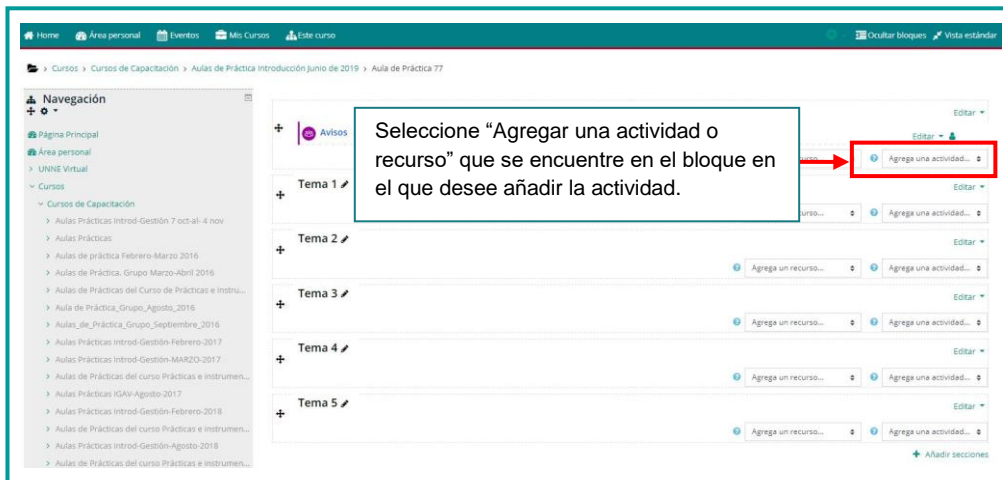 Home Área personal Eventos Mis Cursos Este curso Ocultar bloques Vista estándar
> Cursos > Cursos de Capacitación > Aulas de Práctica Introducción Junio de 2019 > Aula de Práctica 77
Navegación
Página Principal
Área personal
> UNNE Virtual
Cursos
Cursos de Capacitación
> Aulas Prácticas Introd-Gestión 7 oct-al- 4 nov
> Aulas Prácticas
> Aulas de práctica Febrero-Marzo 2016
> Aulas de Práctica. Grupo Marzo-Abril 2016
> Aulas de Prácticas del Curso de Prácticas e instru...
> Aula de Práctica_Grupo_Agosto_2016
> Aulas_de_Práctica_Grupo_Septiembre_2016
> Aulas Prácticas Introd-Gestión-Febrero-2017
> Aulas Prácticas Introd-Gestión-MARZO-2017
> Aulas de Prácticas del curso Prácticas e instrumen...
> Aulas Prácticas IGAV-Agosto-2017
> Aulas Prácticas Introd-Gestión-Febrero-2018
> Aulas de Prácticas del curso Prácticas e instrumen...
> Aulas Prácticas Introd-Gestión-Agosto-2018
> Aulas de Prácticas del curso Prácticas e instrumen...
Editar
Avisos
Editar
Seleccione “Agregar una actividad o
recurso” que se encuentre en el bloque en
el que desee añadir la actividad.
Agrega una actividad...
Tema 1
Editar
Agrega una actividad...
Tema 2
Editar
Agrega un recurso... Agrega una actividad...
Tema 3
Editar
Agrega un recurso... Agrega una actividad...
Tema 4
Editar
Agrega un recurso... Agrega una actividad...
Tema 5
Editar
Agrega un recurso... Agrega una actividad...
Añadir secciones